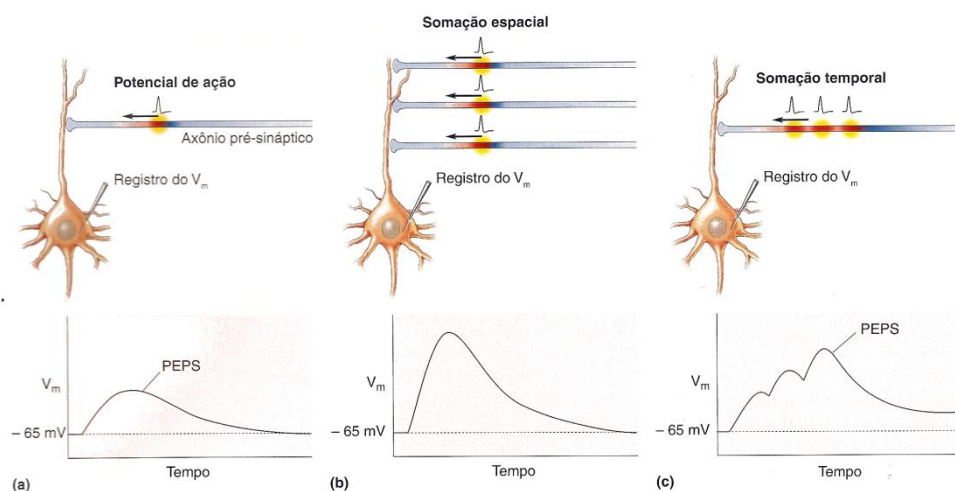 Somação espacial
Potencial de ação
Somação temporal
Axônio pré-sináptico
Registro do Vm
Registro do Vm
Registro do Vm
PEPS
Vm
– 65 mV
Tempo
(a)
Vm
– 65 mV
Tempo
(b)
PEPS
Vm
– 65 mV
Tempo
(c)